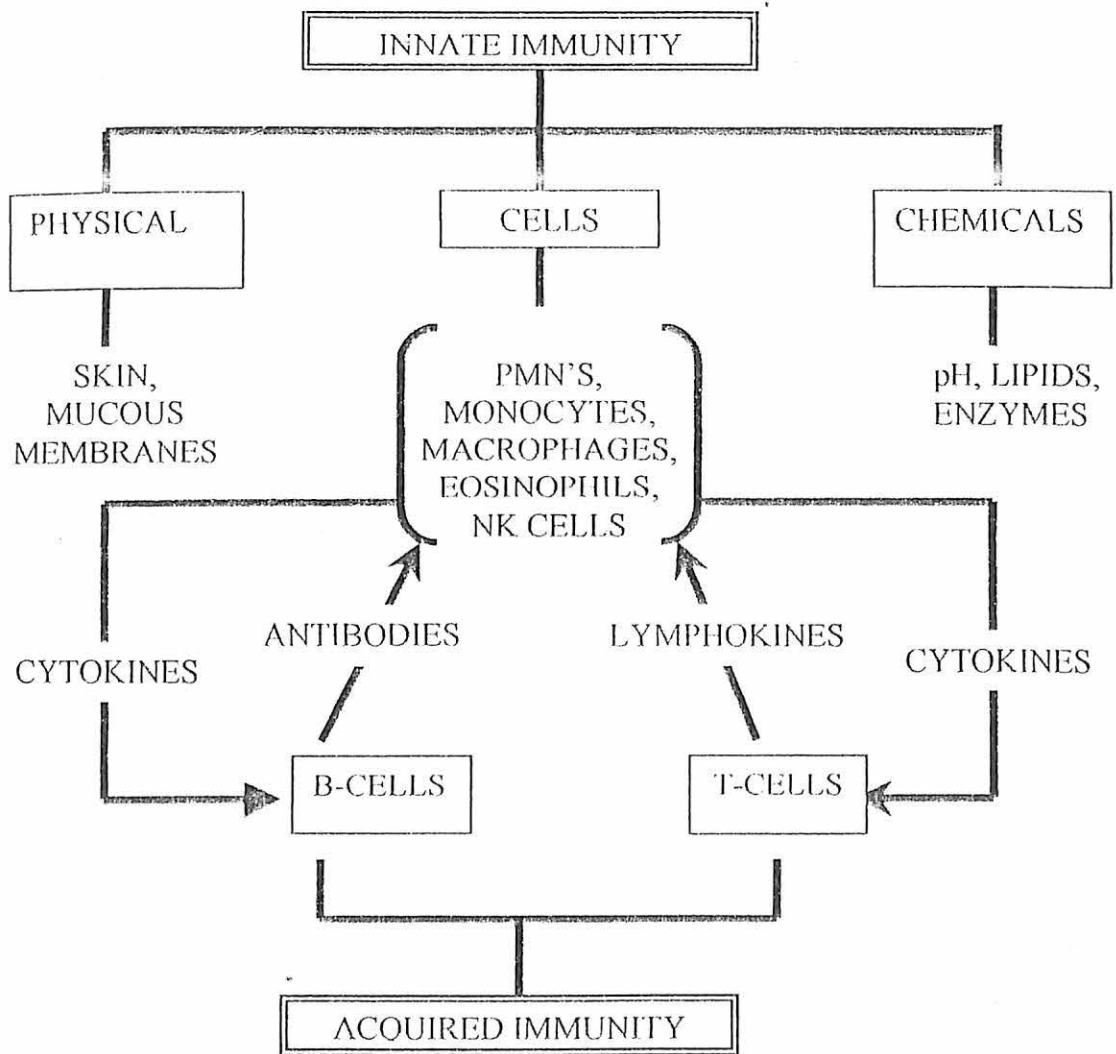 INNATE IMMUNITY
PHYSICAL
CELLS
CHEMICALS
SKIN,
MUCOUS
MEMBRANES
PMN'S,
MONOCYTES,
MACROPHAGES,
EOSINOPHILS,
NK CELLS
pH, LIPIDS,
ENZYMES
ANTIBODIES
LYMPHOKINES
CYTOKINES
CYTOKINES
B-CELLS
T-CELLS
ACQUIRED IMMUNITY